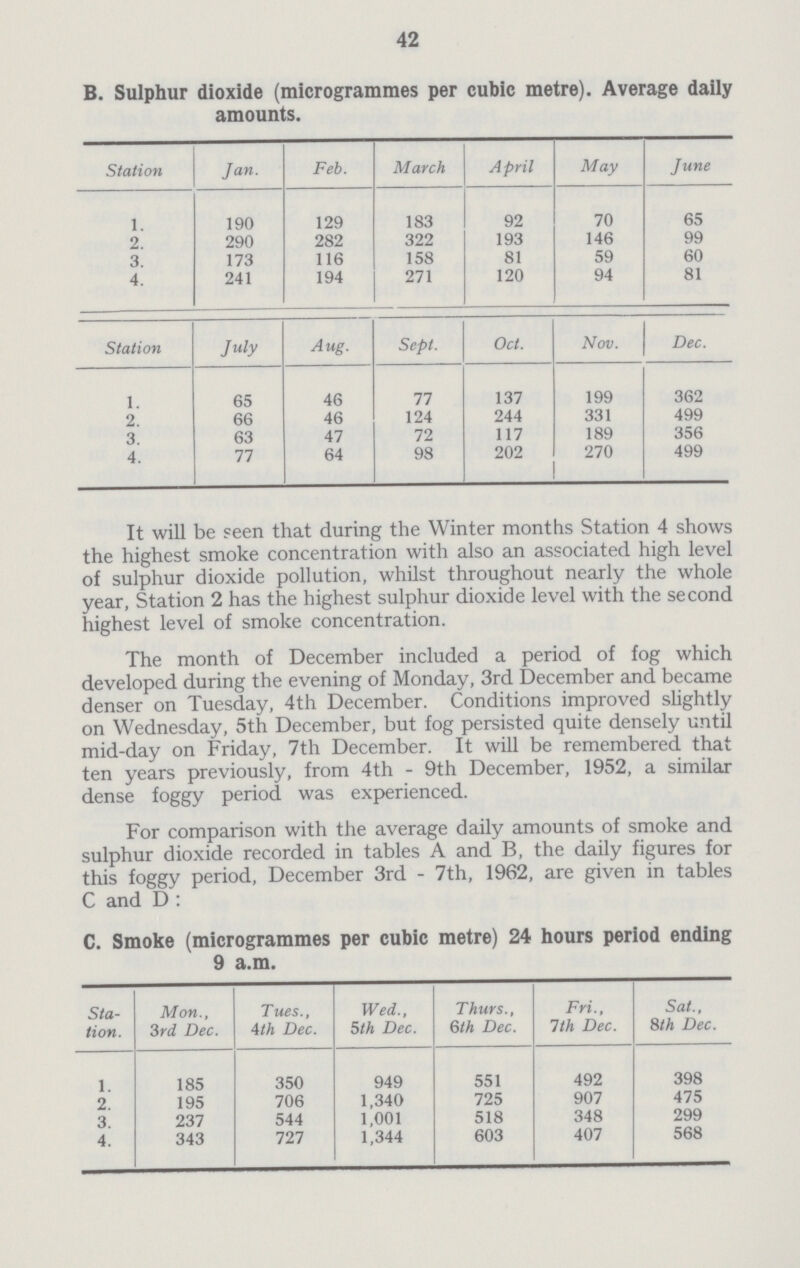 42
B. Sulphur dioxide (microgrammes per cubic metre). Average daily
amounts.
Station Jan. Feb. March April May June
1. 190 129 183 92 70 65
2. 290 282 322 193 146 99
3. 173 116 158 81 59 60
4. 241 194 271 120 94 81
Station July Aug. Sept. Oct. Nov. Dec.
1. 65 46 77 137 199 362
2. 66 46 124 244 331 499
3. 63 47 72 117 189 356
4. 77 64 98 202 270 499
It will be seen that during the Winter months Station 4 shows
the highest smoke concentration with also an associated high level
of sulphur dioxide pollution, whilst throughout nearly the whole
year, Station 2 has the highest sulphur dioxide level with the second
highest level of smoke concentration.
The month of December included a period of fog which
developed during the evening of Monday, 3rd December and became
denser on Tuesday, 4th December. Conditions improved slightly
on Wednesday, 5th December, but fog persisted quite densely until
mid-day on Friday, 7th December. It will be remembered that
ten years previously, from 4th - 9th December, 1952, a similar
dense foggy period was experienced.
For comparison with the average daily amounts of smoke and
sulphur dioxide recorded in tables A and B, the daily figures for
this foggy period, December 3rd - 7th, 1962, are given in tables
C and D :
C. Smoke (microgrammes per cubic metre) 24 hours period ending
9 a.m.
Sta- Mon., Tues., Wed., Thurs., Fri., Sat.,
tion. 3rd Dec. 4th Dec. 5th Dec. 6th Dec. 7th Dec. 8th Dec.
1. 185 350 949 551 492 398
2. 195 706 1,340 725 907 475
3. 237 544 1,001 518 348 299
4. 343 727 1,344 603 407 568